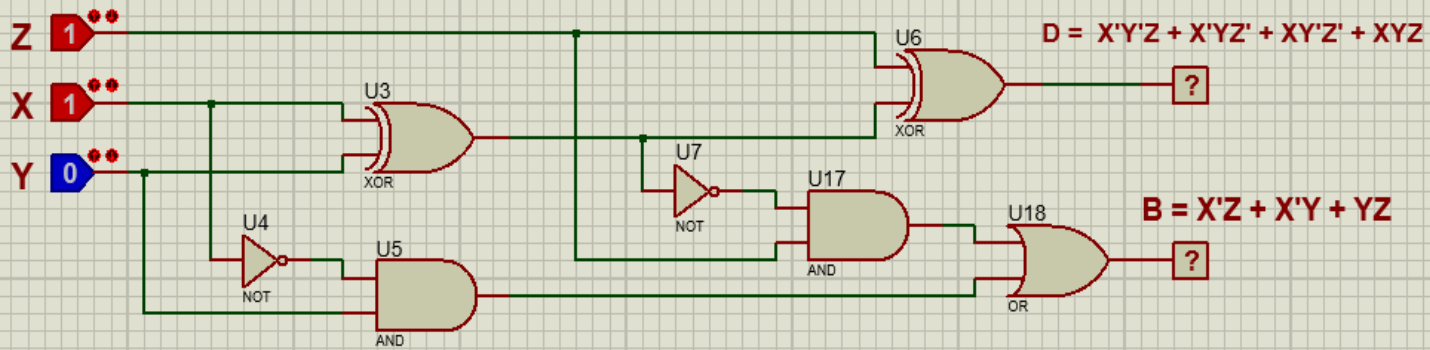 Z 1
U6
D = X'Y'Z + X'YZ' + XY'Z' + XYZ
?
X 1
U3
XOR
U7
Y 0
XOR
NOT
U17
U4
NOT
U5
AND
AND
U18
OR
B = X'Z + X'Y + YZ
?